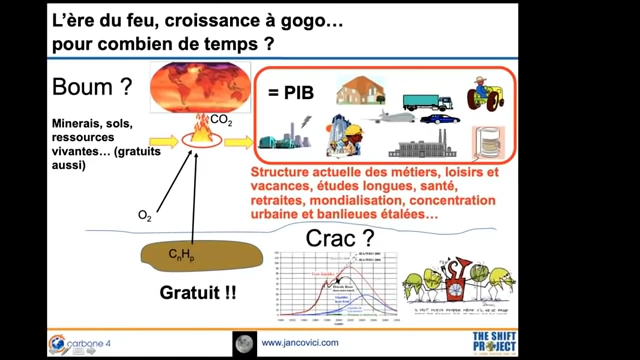 L'ère du feu, croissance à gogo…
pour combien de temps ?
Boum ?
CO2
= PIB
Minerais, sols,
ressources
vivantes… (gratuits
aussi)
Structure actuelle des métiers, loisirs et
vacances, études longues, santé,
retraites, mondialisation, concentration
urbaine et banlieues étalées…
O2
CnHp
Crac ?
Gratuit !!
carbone 4
www.jancovici.com
THE SHIFT
PROJECT